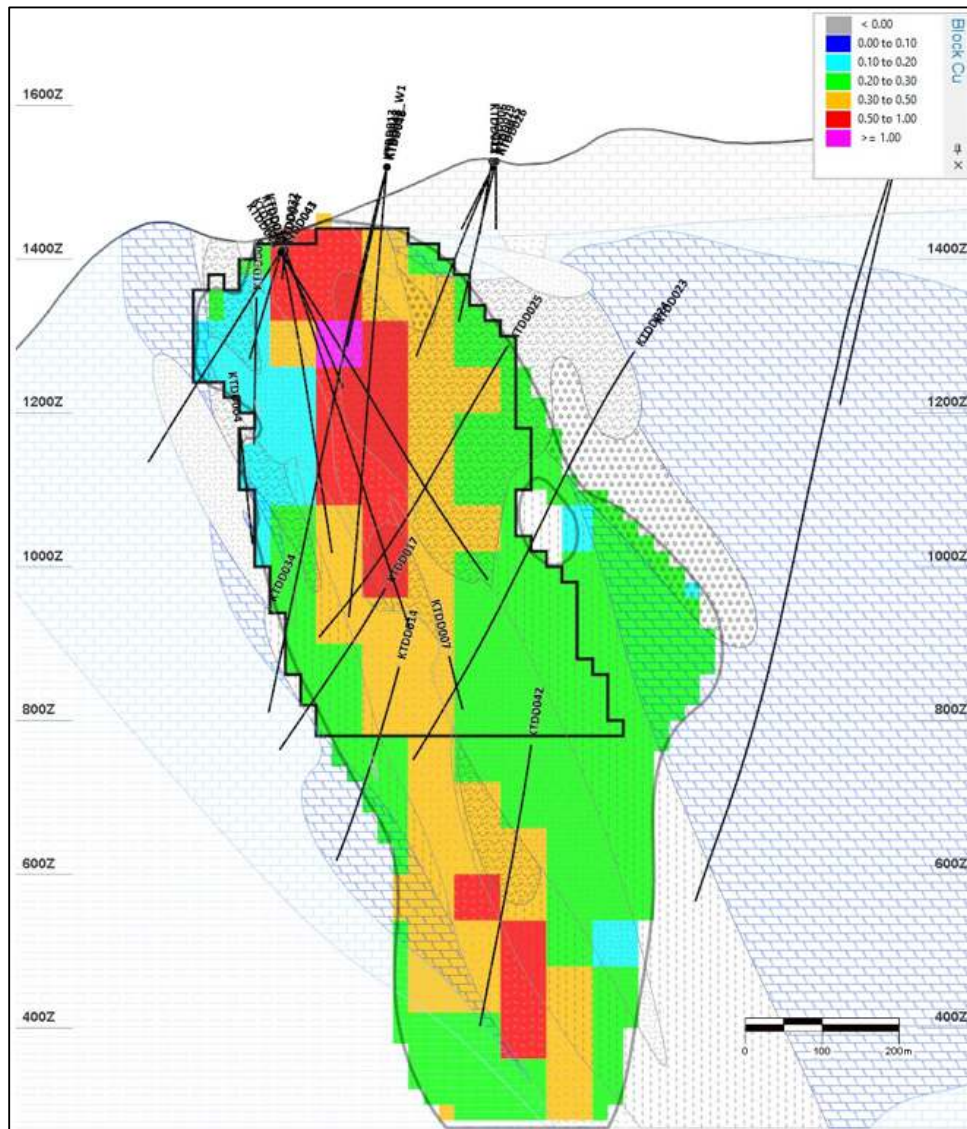 Block Cu
< 0.00
0.00 to 0.10
0.10 to 0.20
0.20 to 0.30
0.30 to 0.50
0.50 to 1.00
>= 1.00
1600Z
1400Z
1400Z
1200Z
1200Z
1000Z
1000Z
800Z
800Z
600Z
600Z
400Z
400Z
KTDD025
KTDD023
KTDD004
KTDD034
KTDD017
KTDD014
KTDD007
KTDD042
0
100
200m